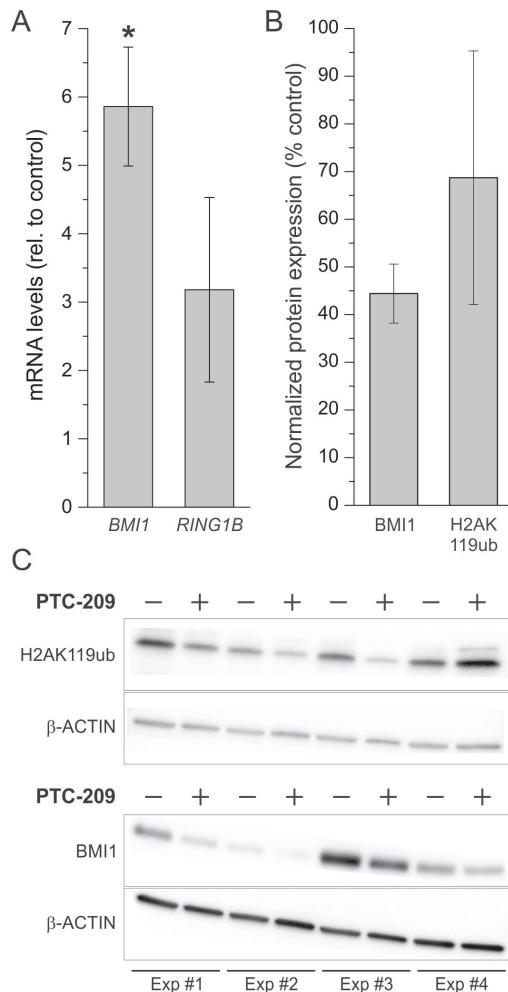 A
mRNA levels (rel. to control)
7
6
5
4
3
2
1
0
*
BMI1
RING1B
B
Normalized protein expression (% control)
100
90
80
70
60
50
40
30
20
10
0
BMI1
H2AK
119ub
C
PTC-209 − + − + − + − +
H2AK119ub
β-ACTIN
PTC-209 − + − + − + − +
BMI1
β-ACTIN
Exp #1 Exp #2 Exp #3 Exp #4